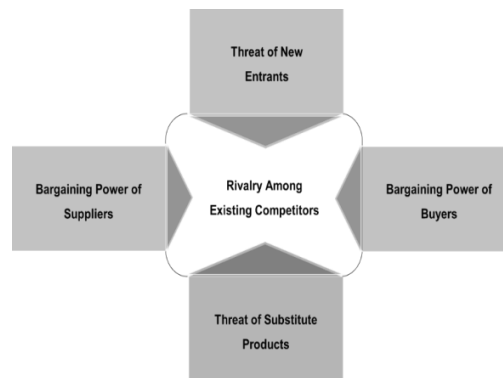 Threat of New
Entrants
Bargaining Power of
Suppliers
Rivalry Among
Existing Competitors
Bargaining Power of
Buyers
Threat of Substitute
Products